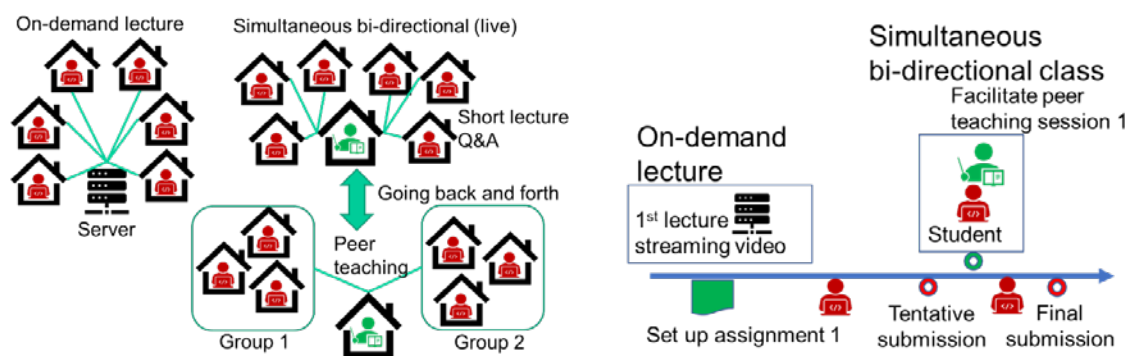 On-demand lecture
Server
Simultaneous bi-directional (live)
Short lecture
Q&A
Going back and forth
Peer
teaching
Group 1
Group 2
On-demand
lecture
1st lecture
streaming video
Simultaneous
bi-directional class
Facilitate peer
teaching session 1
Student
Set up assignment 1
Tentative
submission
Final
submission